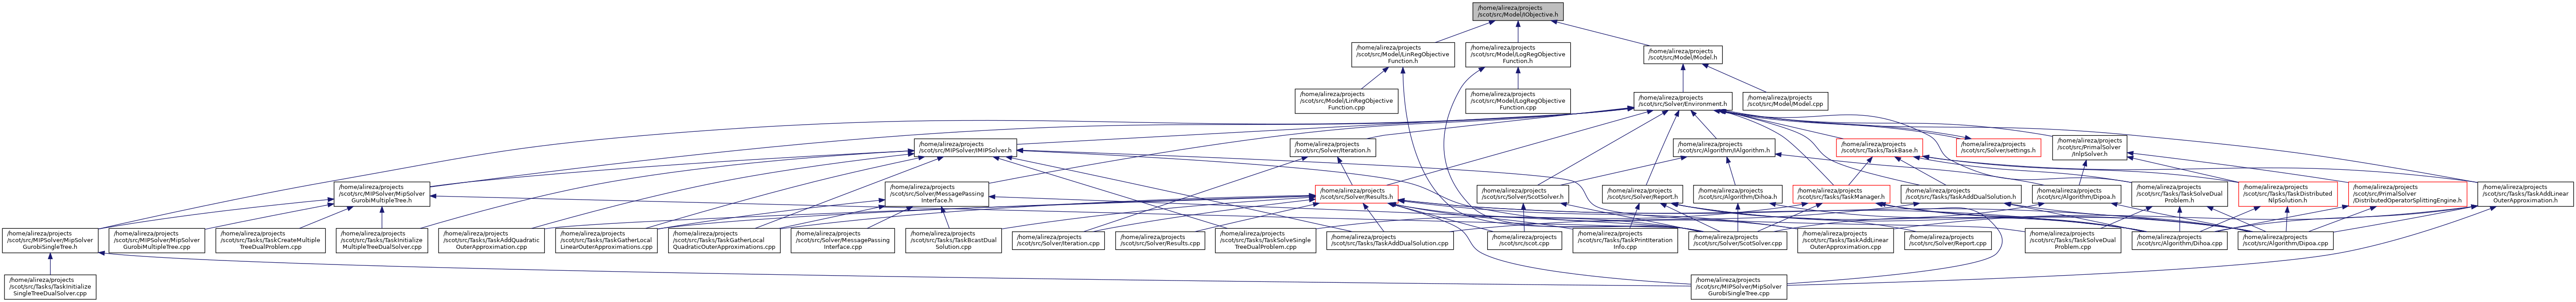 /home/alireza/projects
/scot/src/Model/IObjective.h
/home/alireza/projects
/scot/src/Model/LinRegObjective
Function.h
/home/alireza/projects
/scot/src/Model/LogRegObjective
Function.h
/home/alireza/projects
/scot/src/Model/Model.h
/home/alireza/projects
/scot/src/Model/LinRegObjective
Function.cpp
/home/alireza/projects
/scot/src/Model/LogRegObjective
Function.cpp
/home/alireza/projects
/scot/src/Solver/Environment.h
/home/alireza/projects
/scot/src/Model/Model.cpp
/home/alireza/projects
/scot/src/MIPSolver/IMIPSolver.h
/home/alireza/projects
/scot/src/Solver/Iteration.h
/home/alireza/projects
/scot/src/Algorithm/IAlgorithm.h
/home/alireza/projects
/scot/src/Tasks/TaskBase.h
/home/alireza/projects
/scot/src/Solver/settings.h
/home/alireza/projects
/scot/src/PrimalSolver
/NlpSolver.h
/home/alireza/projects
/scot/src/MIPSolver/MipSolver
GurobiMultipleTree.h
/home/alireza/projects
/scot/src/Solver/MessagePassing
Interface.h
/home/alireza/projects
/scot/src/Solver/Results.h
/home/alireza/projects
/scot/src/Solver/ScotSolver.h
/home/alireza/projects
/scot/src/Solver/Report.h
/home/alireza/projects
/scot/src/Algorithm/Dihoa.h
/home/alireza/projects
/scot/src/Tasks/TaskManager.h
/home/alireza/projects
/scot/src/Tasks/TaskAddDualSolution.h
/home/alireza/projects
/scot/src/Algorithm/Dipoa.h
/home/alireza/projects
/scot/src/Tasks/TaskSolveDual
Problem.h
/home/alireza/projects
/scot/src/Tasks/TaskDistributed
NlpSolution.h
/home/alireza/projects
/scot/src/PrimalSolver
/DistributedOperatorSplittingEngine.h
/home/alireza/projects
/scot/src/Tasks/TaskAddLinear
OuterApproximation.h
/home/alireza/projects
/scot/src/MIPSolver/MipSolver
GurobiSingleTree.h
/home/alireza/projects
/scot/src/MIPSolver/MipSolver
GurobiMultipleTree.cpp
/home/alireza/projects
/scot/src/Tasks/TaskCreateMultiple
TreeDualProblem.cpp
/home/alireza/projects
/scot/src/Tasks/TaskInitialize
MultipleTreeDualSolver.cpp
/home/alireza/projects
/scot/src/Tasks/TaskAddQuadratic
OuterApproximation.cpp
/home/alireza/projects
/scot/src/Tasks/TaskGatherLocal
LinearOuterApproximations.cpp
/home/alireza/projects
/scot/src/Tasks/TaskGatherLocal
QuadraticOuterApproximations.cpp
/home/alireza/projects
/scot/src/Solver/MessagePassing
Interface.cpp
/home/alireza/projects
/scot/src/Tasks/TaskBcastDual
Solution.cpp
/home/alireza/projects
/scot/src/Solver/Iteration.cpp
/home/alireza/projects
/scot/src/Solver/Results.cpp
/home/alireza/projects
/scot/src/Tasks/TaskSolveSingle
TreeDualProblem.cpp
/home/alireza/projects
/scot/src/Tasks/TaskAddDualSolution.cpp
/home/alireza/projects
/scot/src/scot.cpp
/home/alireza/projects
/scot/src/Tasks/TaskPrintIteration
Info.cpp
/home/alireza/projects
/scot/src/Solver/ScotSolver.cpp
/home/alireza/projects
/scot/src/Tasks/TaskAddLinear
OuterApproximation.cpp
/home/alireza/projects
/scot/src/Solver/Report.cpp
/home/alireza/projects
/scot/src/Tasks/TaskSolveDual
Problem.cpp
/home/alireza/projects
/scot/src/Algorithm/Dihoa.cpp
/home/alireza/projects
/scot/src/Algorithm/Dipoa.cpp
/home/alireza/projects
/scot/src/Tasks/TaskInitialize
SingleTreeDualSolver.cpp
/home/alireza/projects
/scot/src/MIPSolver/MipSolver
GurobiSingleTree.cpp